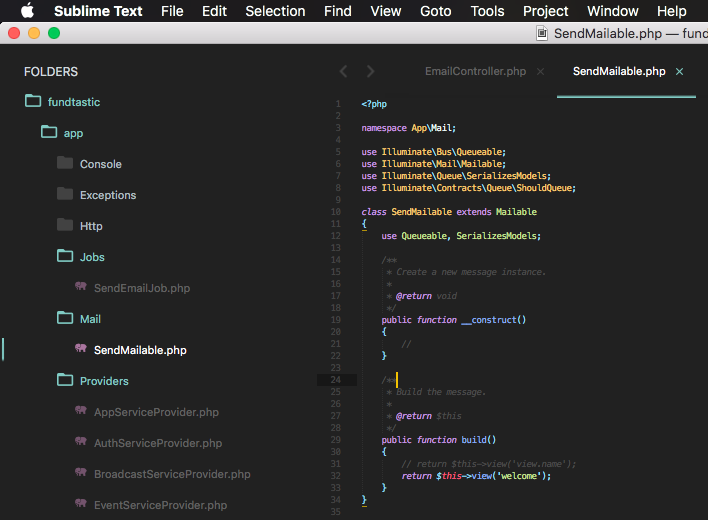 Sublime Text File Edit Selection Find View Goto Tools Project Window Help
SendMailable.php — fund
FOLDERS
fundtastic
app
Console
Exceptions
Http
Jobs
SendEmailJob.php
Mail
SendMailable.php
Providers
AppServiceProvider.php
AuthServiceProvider.php
BroadcastServiceProvider.php
EventServiceProvider.php
EmailController.php × SendMailable.php ×
1 <?php
2
3 namespace App\Mail;
4
5 use Illuminate\Bus\Queueable;
6 use Illuminate\Mail\Mailable;
7 use Illuminate\Queue\SerializesModels;
8 use Illuminate\Contracts\Queue\ShouldQueue;
9
10 class SendMailable extends Mailable
11 {
12 use Queueable, SerializesModels;
13
14 /**
15 * Create a new message instance.
16 *
17 * @return void
18 */
19 public function __construct()
20 {
21 //
22 }
23
24 /**
25 * Build the message.
26 *
27 * @return $this
28 */
29 public function build()
30 {
31 // return $this->view('view.name');
32 return $this->view('welcome');
33 }
34 }
35